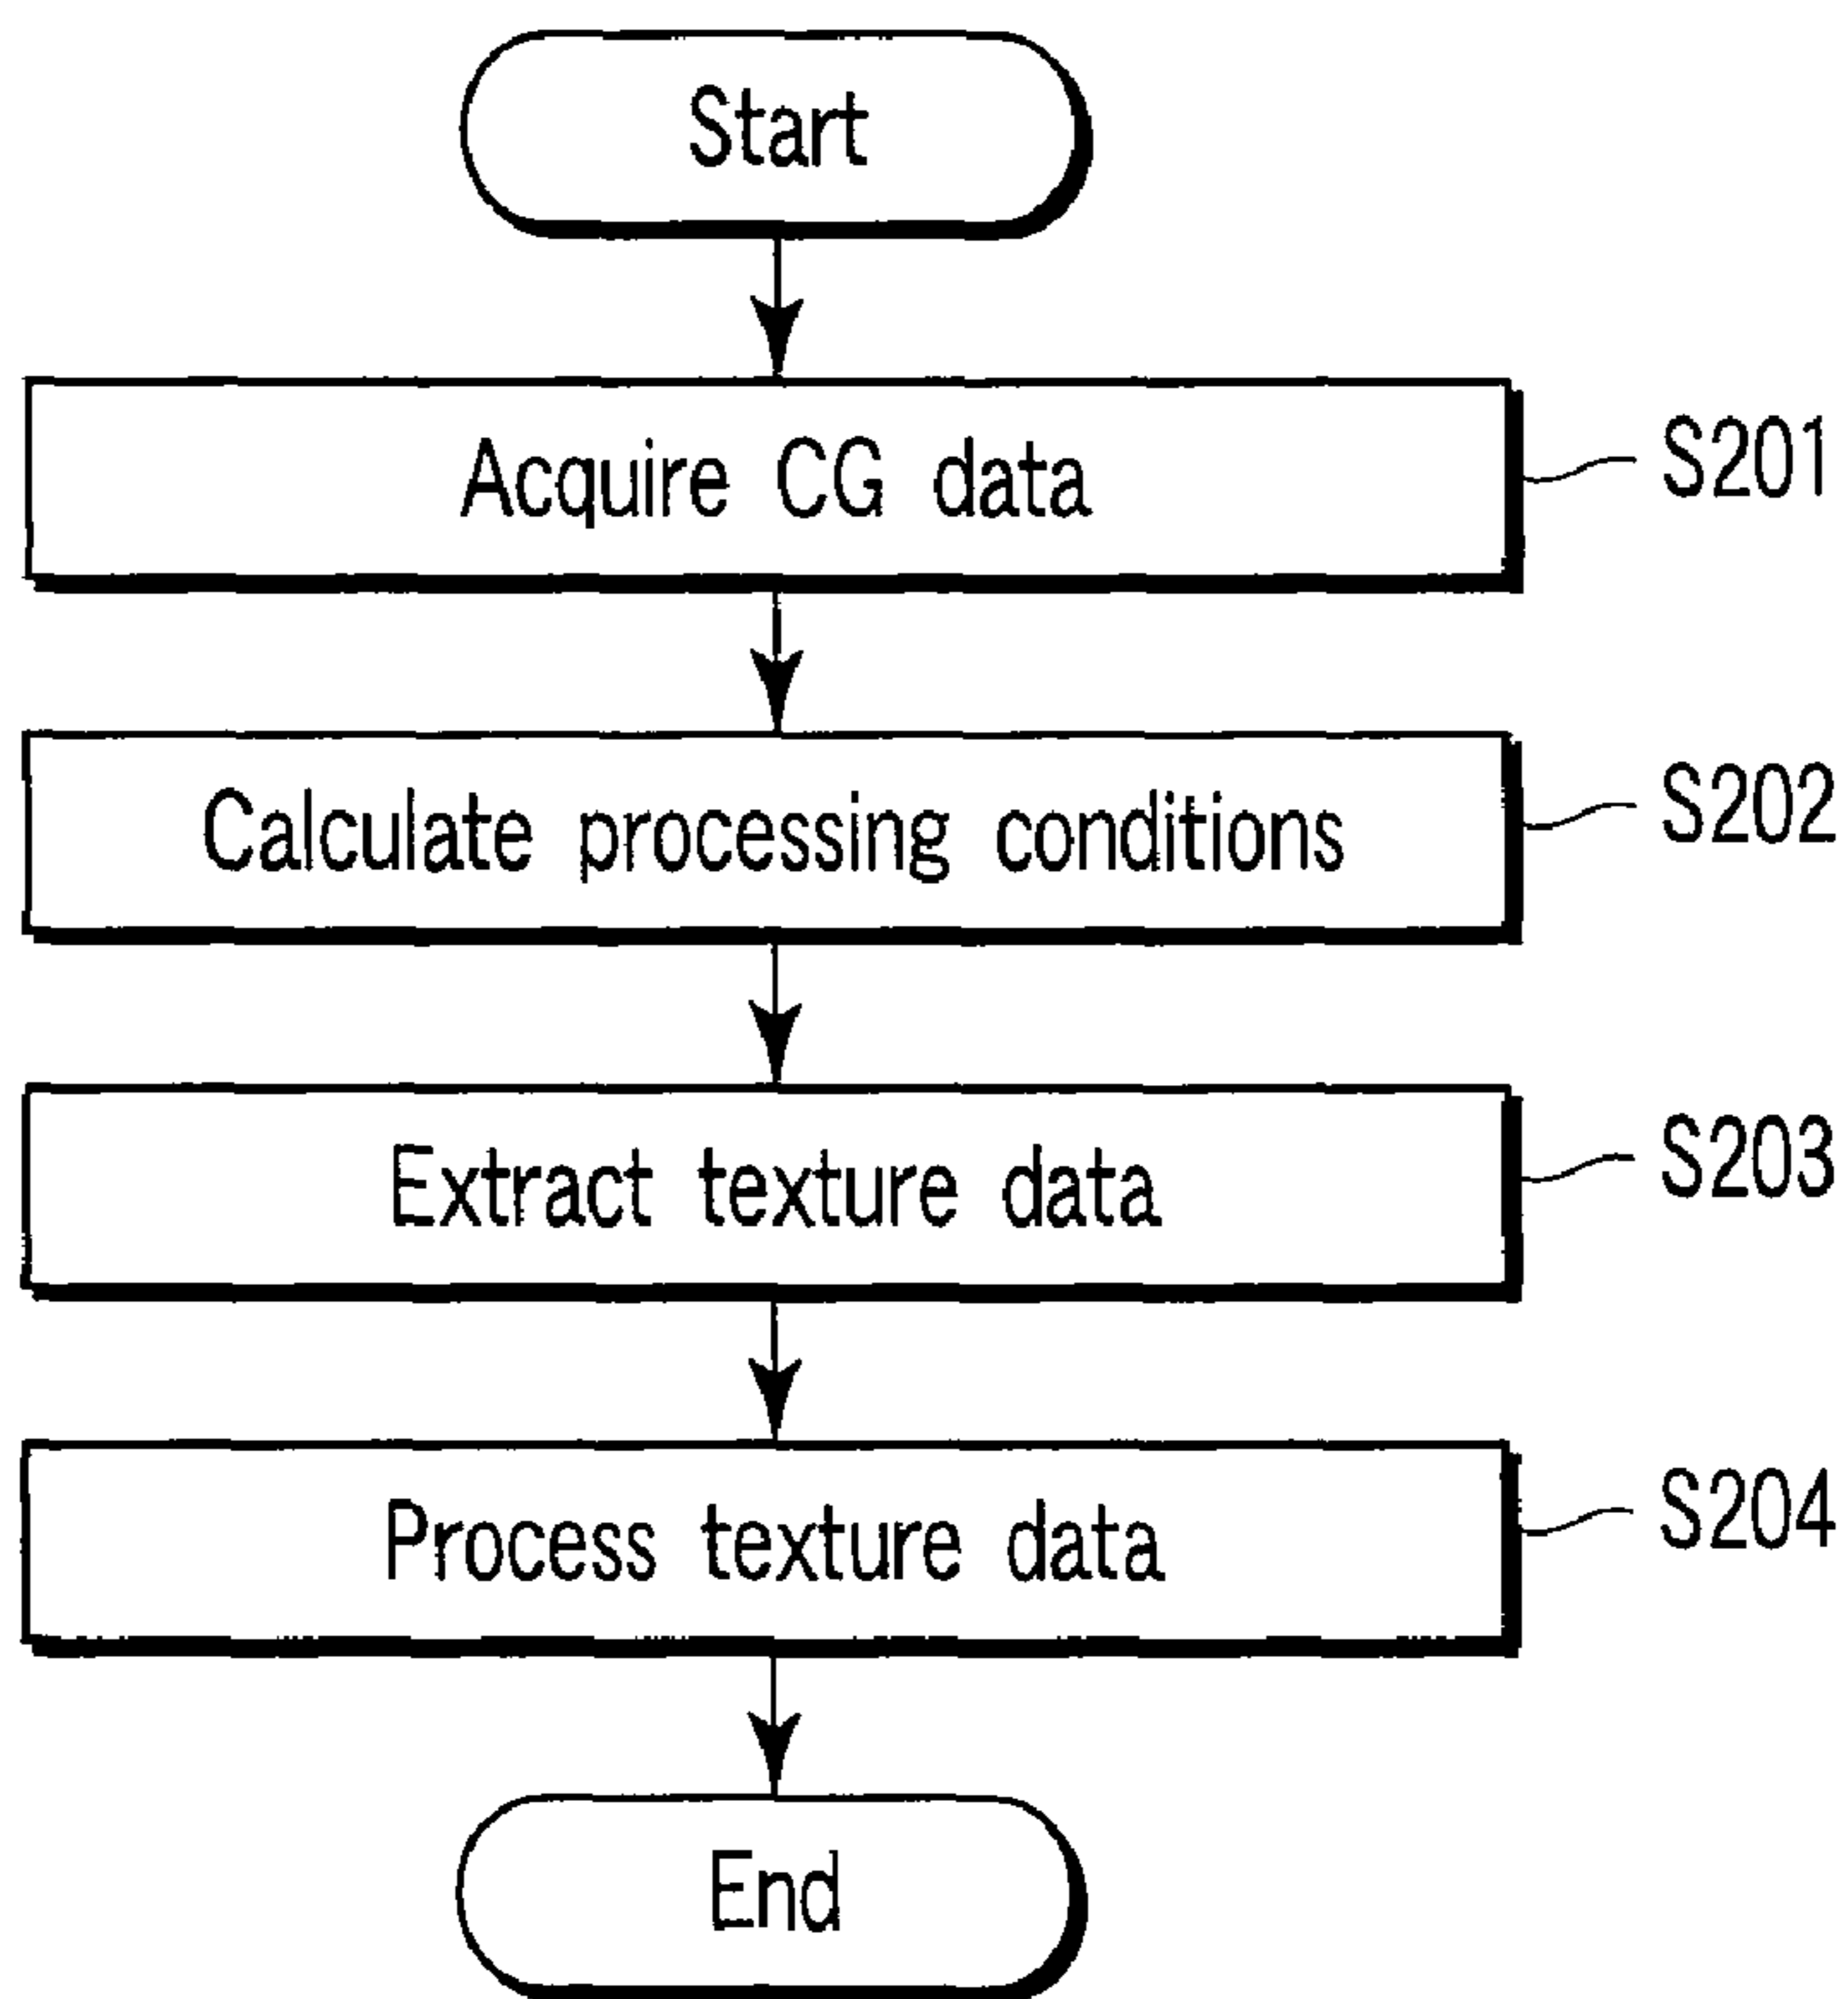 Start
Acquire CG data
S201
Calculate processing conditions
S202
Extract texture data
S203
Process texture data
S204
End